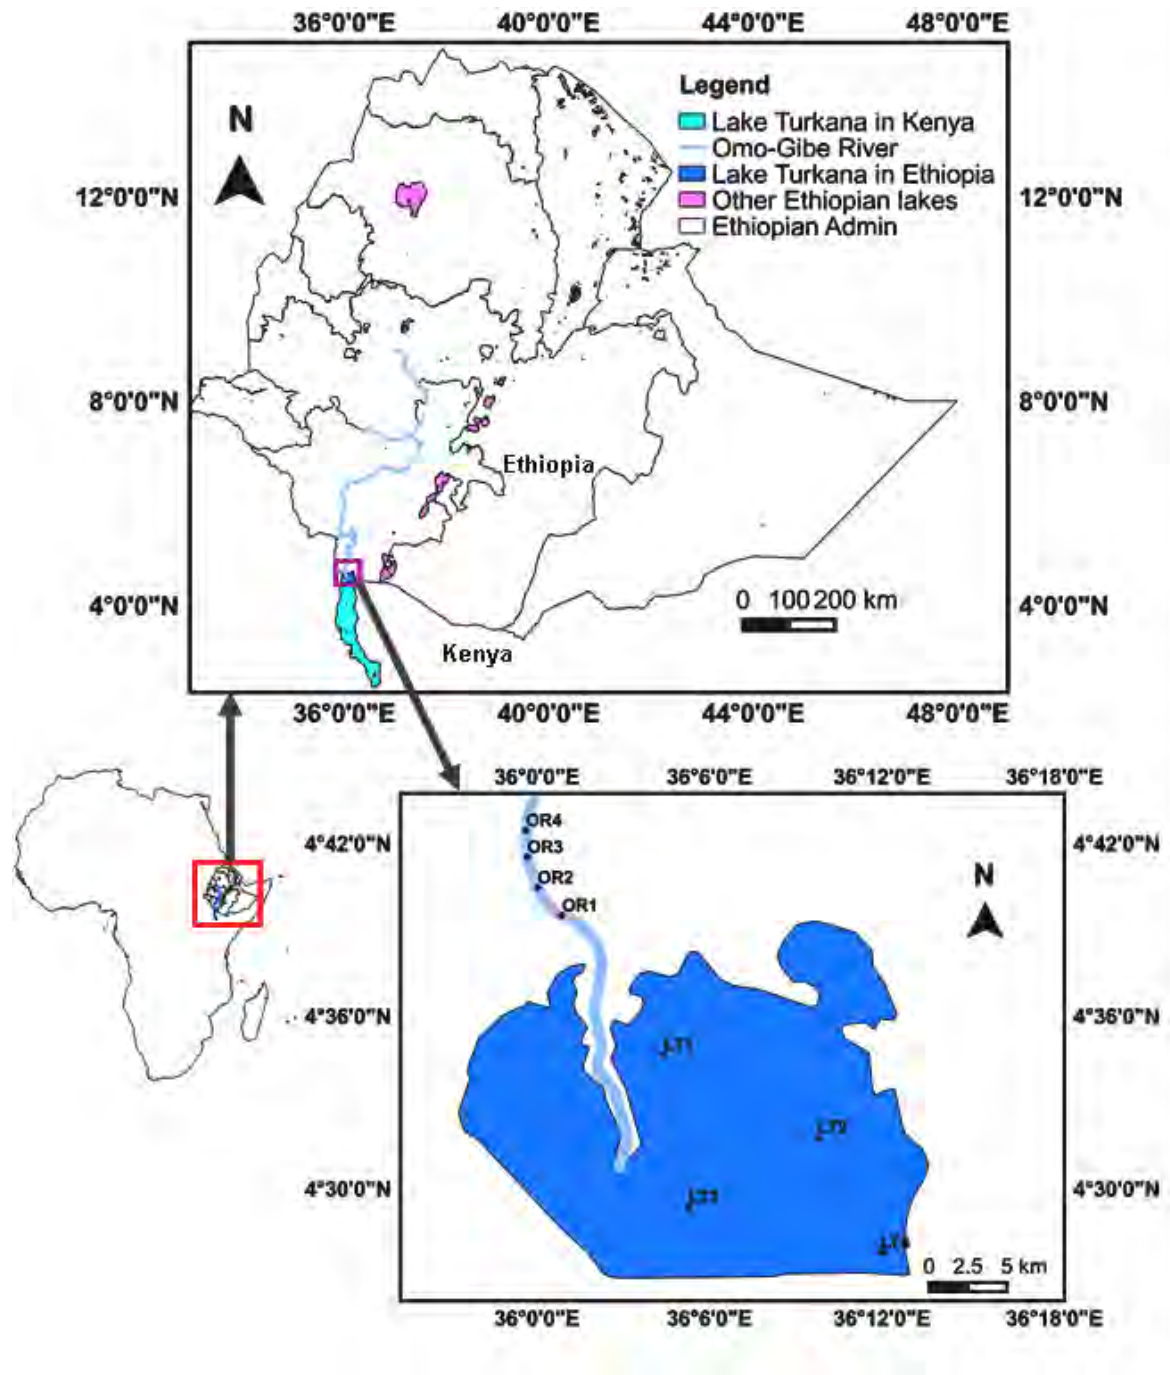 36°0'0"E 40°0'0"E 44°0'0"E 48°0'0"E
N
Legend
Lake Turkana in Kenya
Omo-Gibe River
Lake Turkana in Ethiopia
Other Ethiopian lakes
Ethiopian Admin
12°0'0"N 12°0'0"N
8°0'0"N 8°0'0"N
Ethiopia
4°0'0"N 4°0'0"N
0 100 200 km
Kenya
36°0'0"E 40°0'0"E 44°0'0"E 48°0'0"E
36°0'0"E 36°6'0"E 36°12'0"E 36°18'0"E
OR4
4°42'0"N 4°42'0"N
OR3
OR2
N
OR1
4°36'0"N 4°36'0"N
LT1
LT2
4°30'0"N 4°30'0"N
LT3
0 2.5 5 km
36°0'0"E 36°6'0"E 36°12'0"E 36°18'0"E